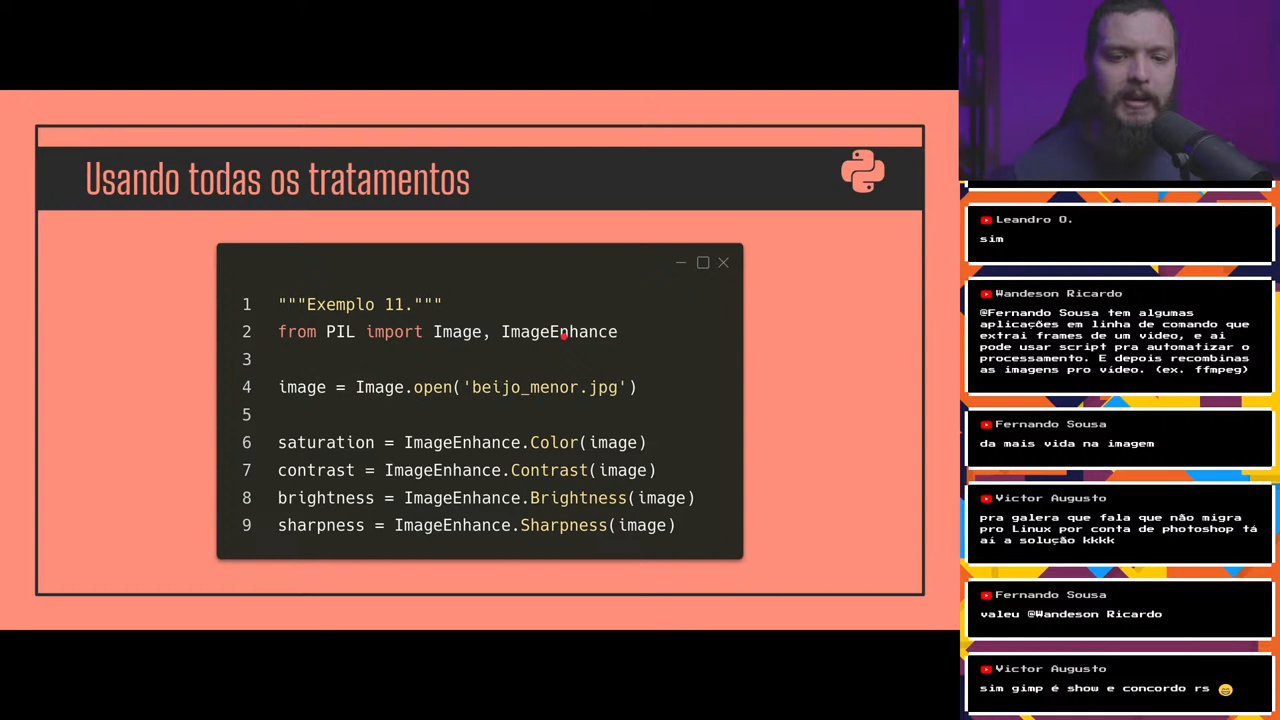 Usando todas os tratamentos
1 """Exemplo 11."""
2 from PIL import Image, ImageEnhance
3
4 image = Image.open('beijo_menor.jpg')
5
6 saturation = ImageEnhance.Color(image)
7 contrast = ImageEnhance.Contrast(image)
8 brightness = ImageEnhance.Brightness(image)
9 sharpness = ImageEnhance.Sharpness(image)
Leandro O.
sim
Wandeson Ricardo
@Fernando Sousa tem algumas
aplicações em linha de comando que
extrai frames de um video, e ai
pode usar script pra automatizar o
processamento. E depois recombinas
as imagens pro video. (ex. ffmpeg)
Fernando Sousa
da mais vida na imagem
Victor Augusto
pra galera que fala que não migra
pro Linux por conta de photoshop tá
ai a solução kkkk
Fernando Sousa
valeu @Wandeson Ricardo
Victor Augusto
sim gimp é show e concordo rs 😄